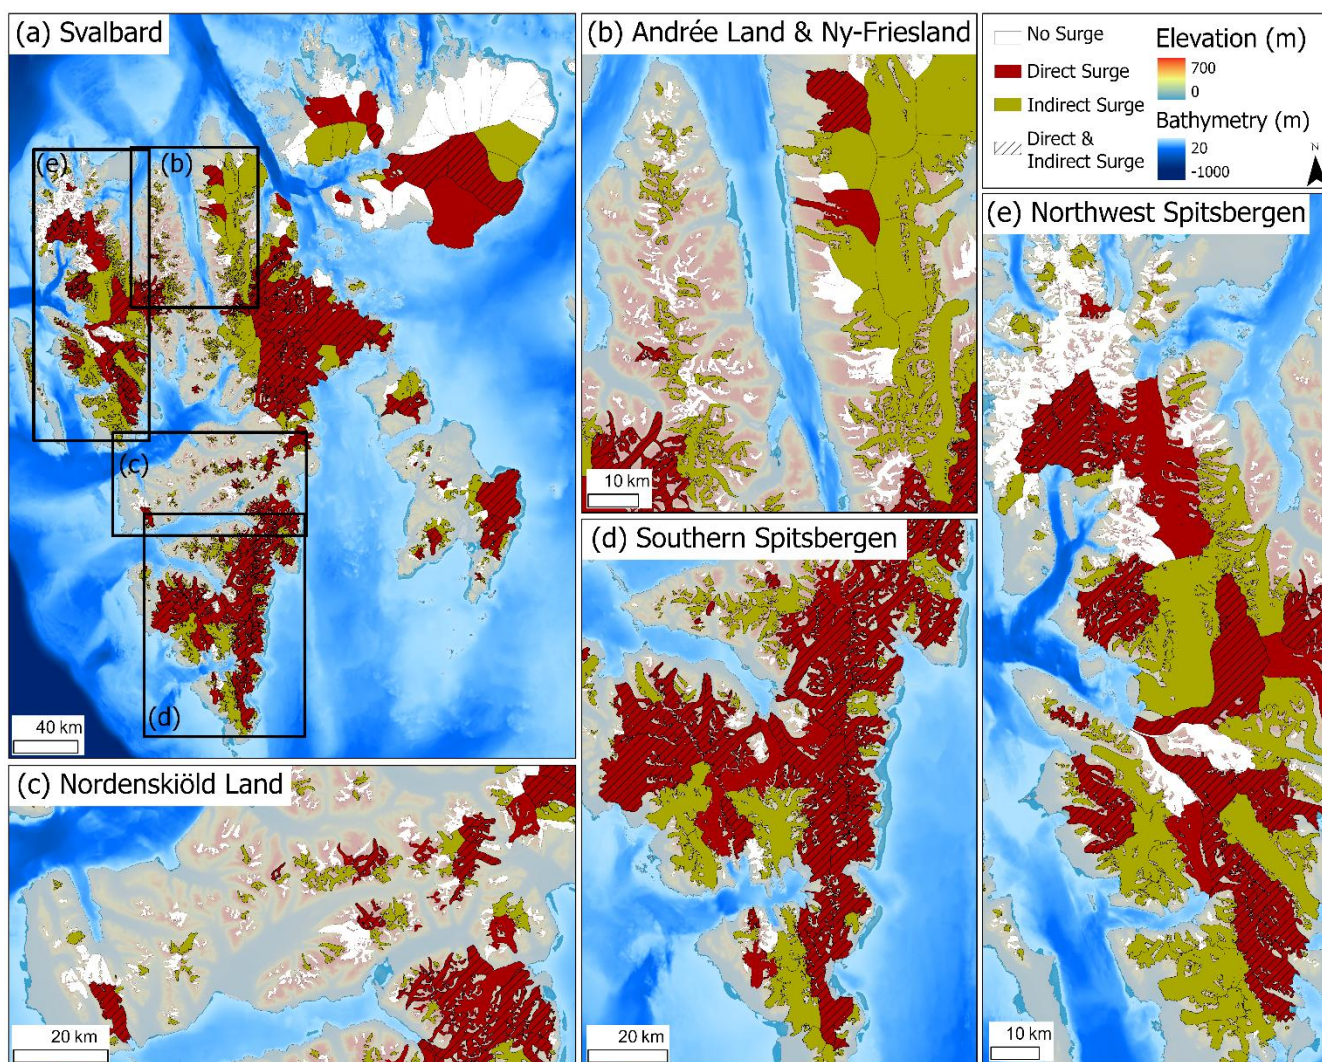 (a) Svalbard
(e)
(b)
(c)
(d)
40 km
(b) Andrée Land & Ny-Friesland
10 km
No Surge
Direct Surge
Indirect Surge
Direct &
Indirect Surge
Elevation (m)
700
0
Bathymetry (m)
20
-1000
N
(e) Northwest Spitsbergen
10 km
(c) Nordenskiöld Land
20 km
(d) Southern Spitsbergen
20 km